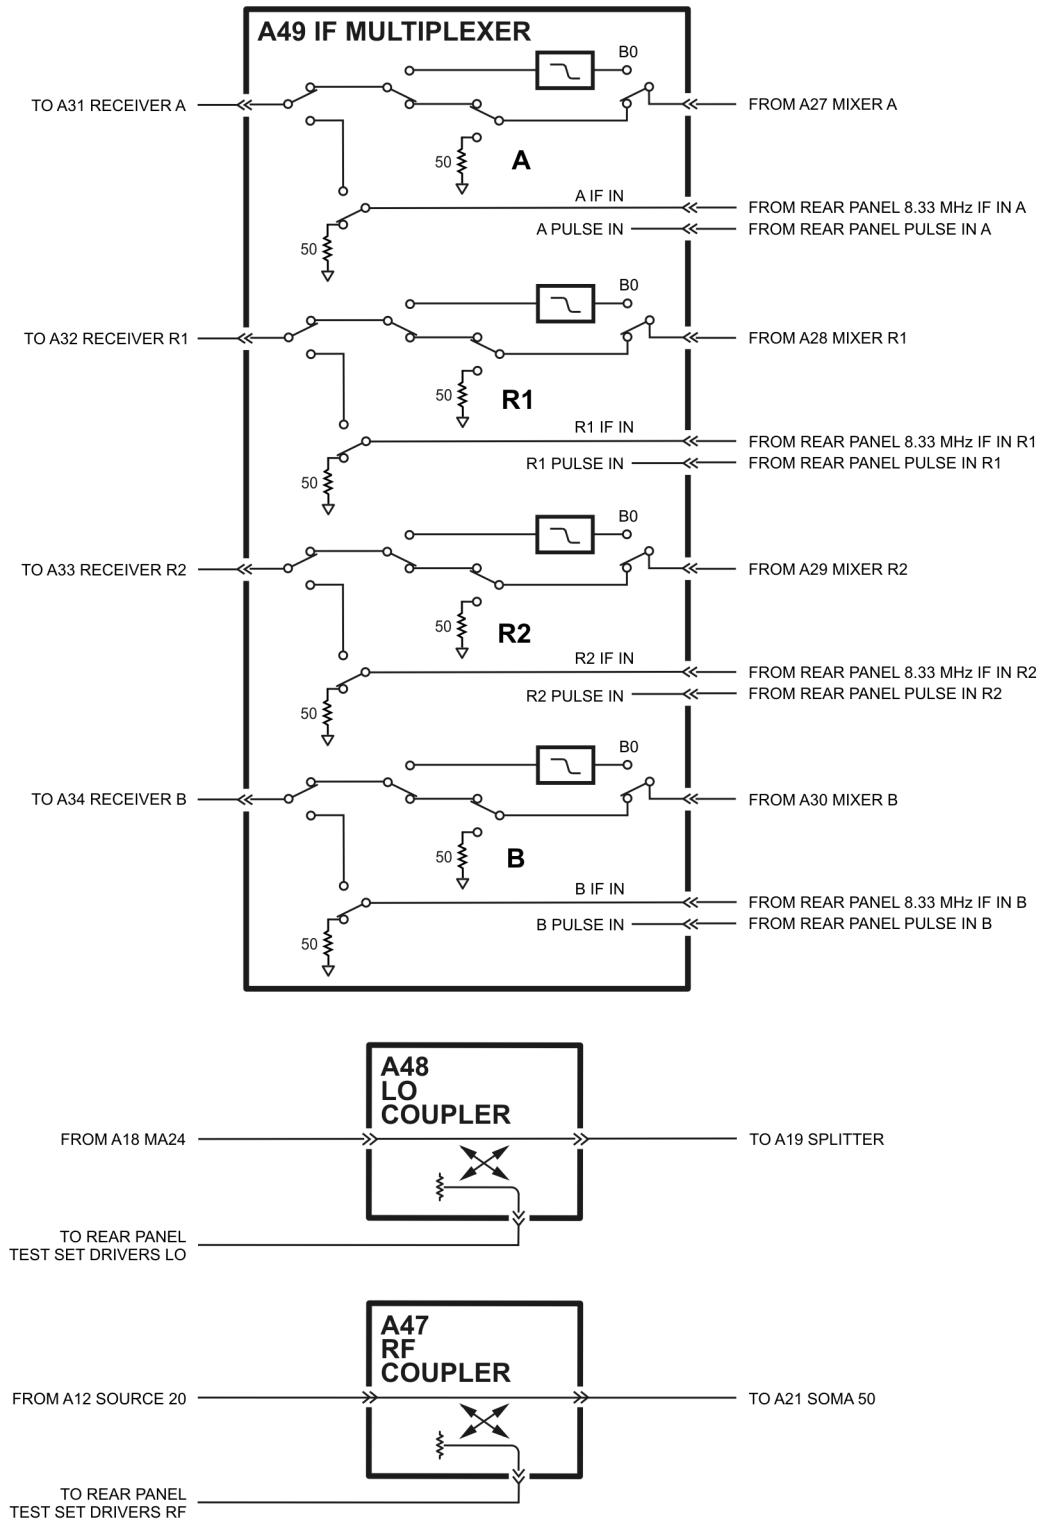 A49 IF MULTIPLEXER
B0
TO A31 RECEIVER A
FROM A27 MIXER A
50
A
A IF IN
FROM REAR PANEL 8.33 MHz IF IN A
A PULSE IN
FROM REAR PANEL PULSE IN A
50
B0
TO A32 RECEIVER R1
FROM A28 MIXER R1
50
R1
R1 IF IN
FROM REAR PANEL 8.33 MHz IF IN R1
R1 PULSE IN
FROM REAR PANEL PULSE IN R1
50
B0
TO A33 RECEIVER R2
FROM A29 MIXER R2
50
R2
R2 IF IN
FROM REAR PANEL 8.33 MHz IF IN R2
R2 PULSE IN
FROM REAR PANEL PULSE IN R2
50
B0
TO A34 RECEIVER B
FROM A30 MIXER B
50
B
B IF IN
FROM REAR PANEL 8.33 MHz IF IN B
B PULSE IN
FROM REAR PANEL PULSE IN B
50
A48
LO
COUPLER
FROM A18 MA24
TO A19 SPLITTER
TO REAR PANEL
TEST SET DRIVERS LO
A47
RF
COUPLER
FROM A12 SOURCE 20
TO A21 SOMA 50
TO REAR PANEL
TEST SET DRIVERS RF